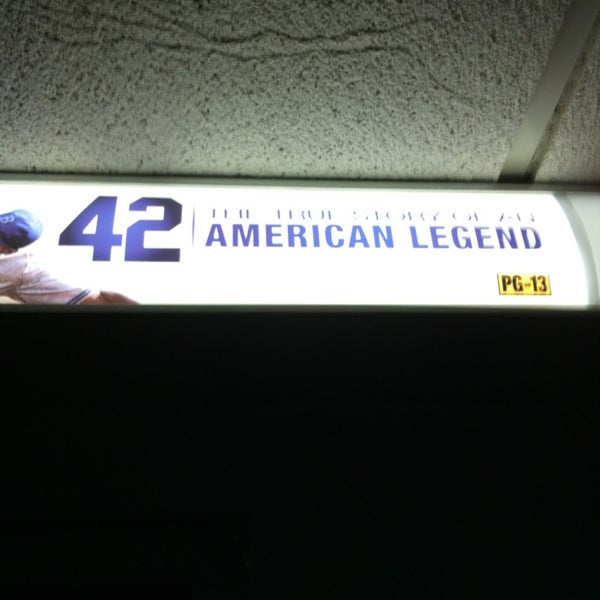 42
THE TRUE STORY OF AN
AMERICAN LEGEND
PG-13